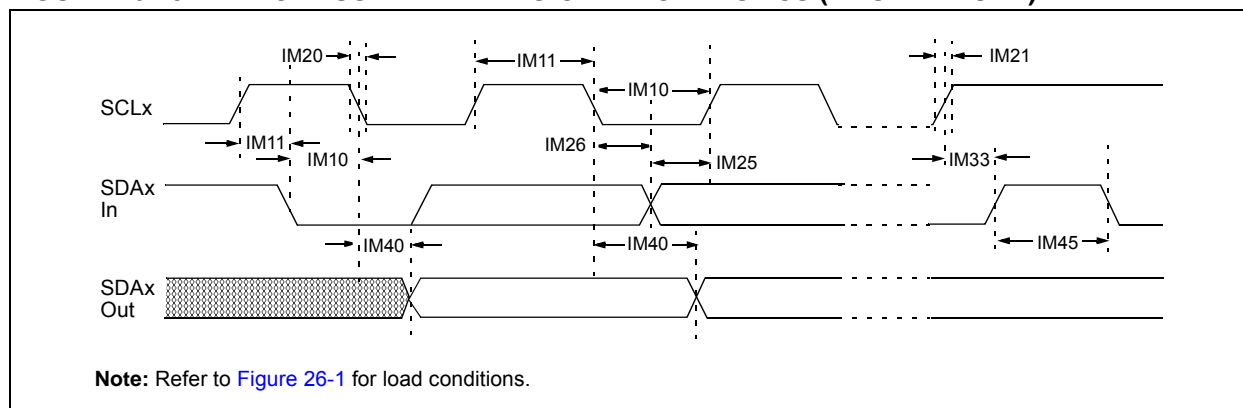 IM20
IM11
IM21
SCLx
IM10
IM11
IM10
IM26
IM25
IM33
SDAx
In
IM40
IM40
IM45
SDAx
Out
Note: Refer to Figure 26-1 for load conditions.